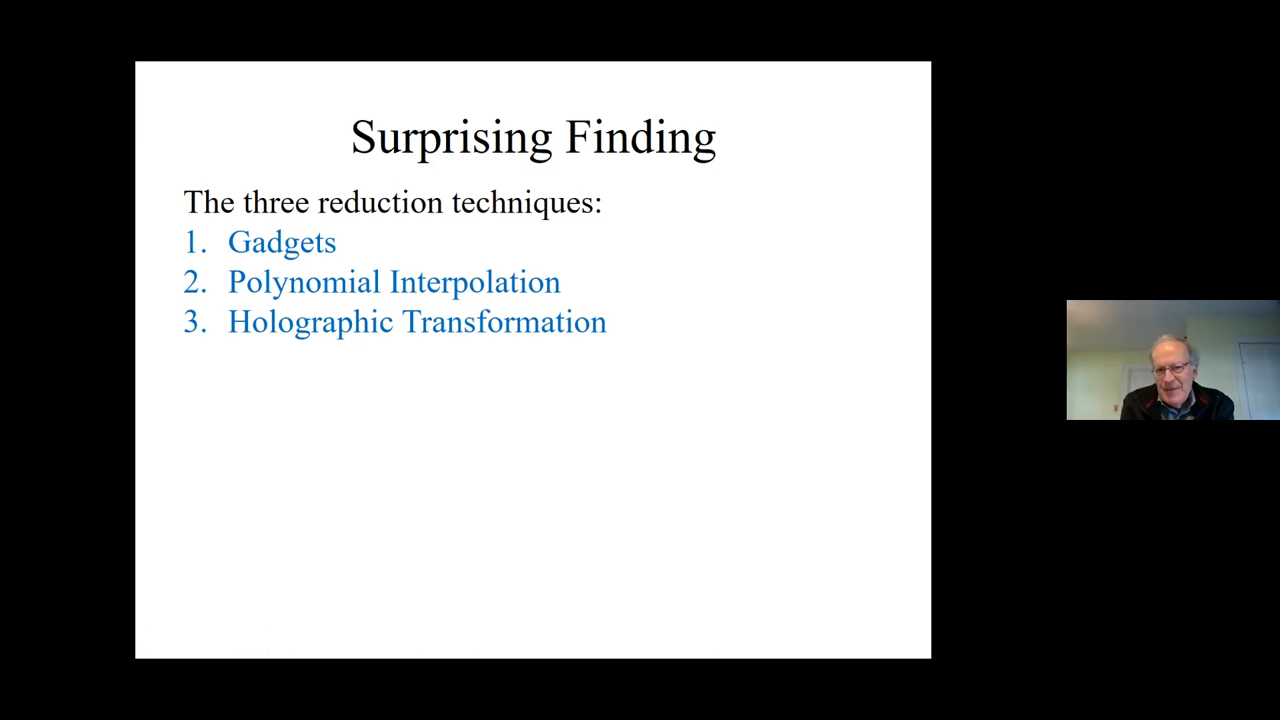 Surprising Finding
The three reduction techniques:
1. Gadgets
2. Polynomial Interpolation
3. Holographic Transformation